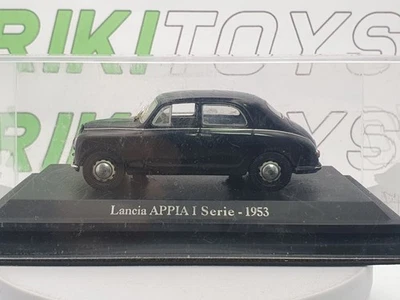 RIKITOYS
RIKITOYS
Lancia APPIA I Serie - 1953